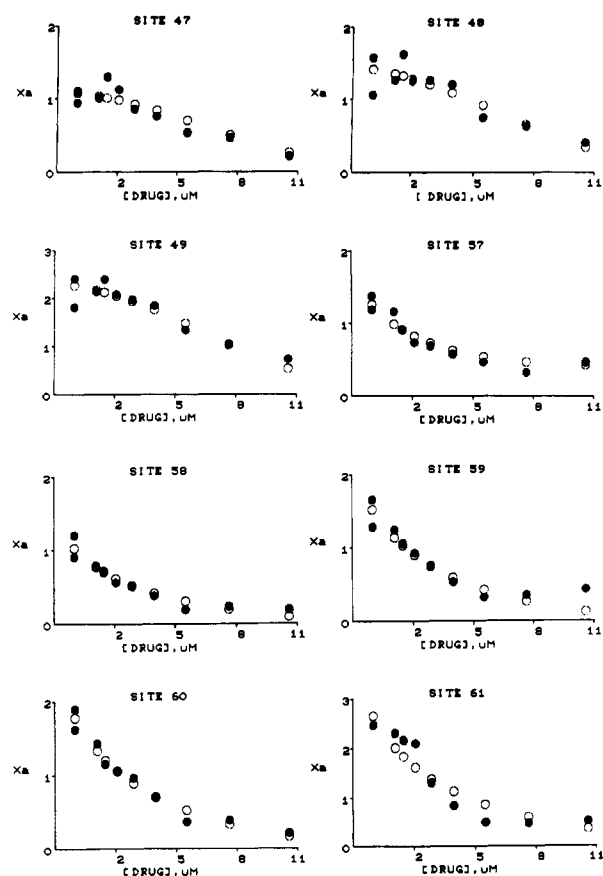 SITE 47
2
1
0
Xa
2 5 8 11
[DRUG], uM
SITE 48
2
1
0
Xa
2 5 8 11
[DRUG], uM
SITE 49
3
2
1
0
Xa
2 5 8 11
[DRUG], uM
SITE 57
2
1
0
Xa
2 5 8 11
[DRUG], uM
SITE 58
2
1
0
Xa
2 5 8 11
[DRUG], uM
SITE 59
2
1
0
Xa
2 5 8 11
[DRUG], uM
SITE 60
2
1
0
Xa
2 5 8 11
[DRUG], uM
SITE 61
3
2
1
0
Xa
2 5 8 11
[DRUG], uM